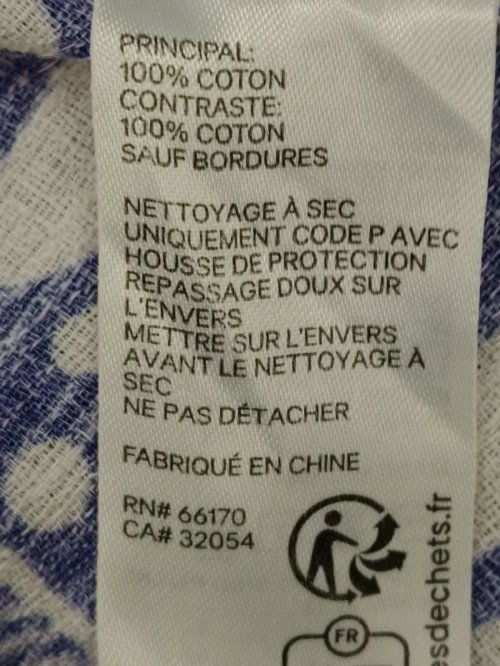 PRINCIPAL:
100% COTON
CONTRASTE:
100% COTON
SAUF BORDURES
NETTOYAGE À SEC
UNIQUEMENT CODE P AVEC
HOUSSE DE PROTECTION
REPASSAGE DOUX SUR
L'ENVERS
METTRE SUR L'ENVERS
AVANT LE NETTOYAGE À
SEC
NE PAS DÉTACHER
FABRIQUÉ EN CHINE
RN# 66170
CA# 32054
FR
esdechets.fr